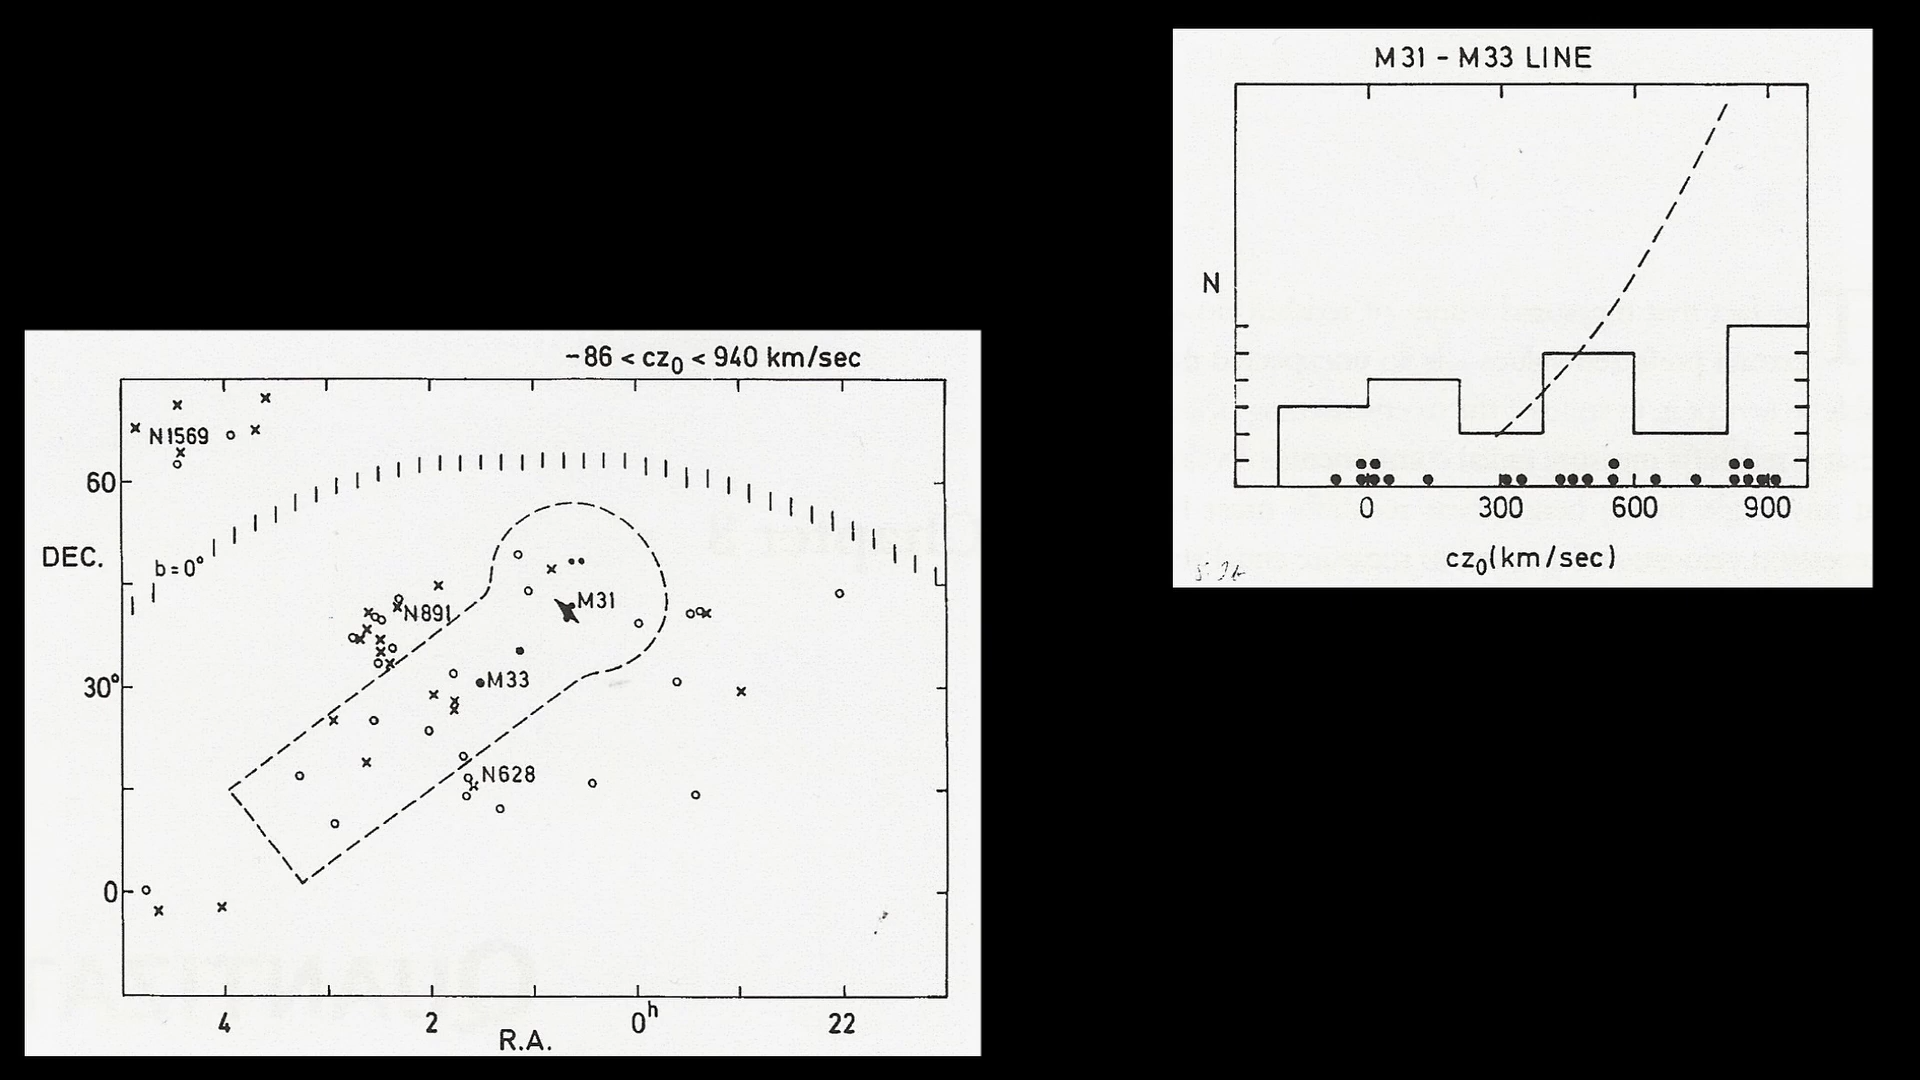 M31 - M33 LINE
N
0 300 600 900
cz₀(km/sec)
-86 < cz₀ < 940 km/sec
N1569
60
DEC.
b=0°
N891
M31
30°
M33
N628
0
4 2 0ʰ 22
R.A.